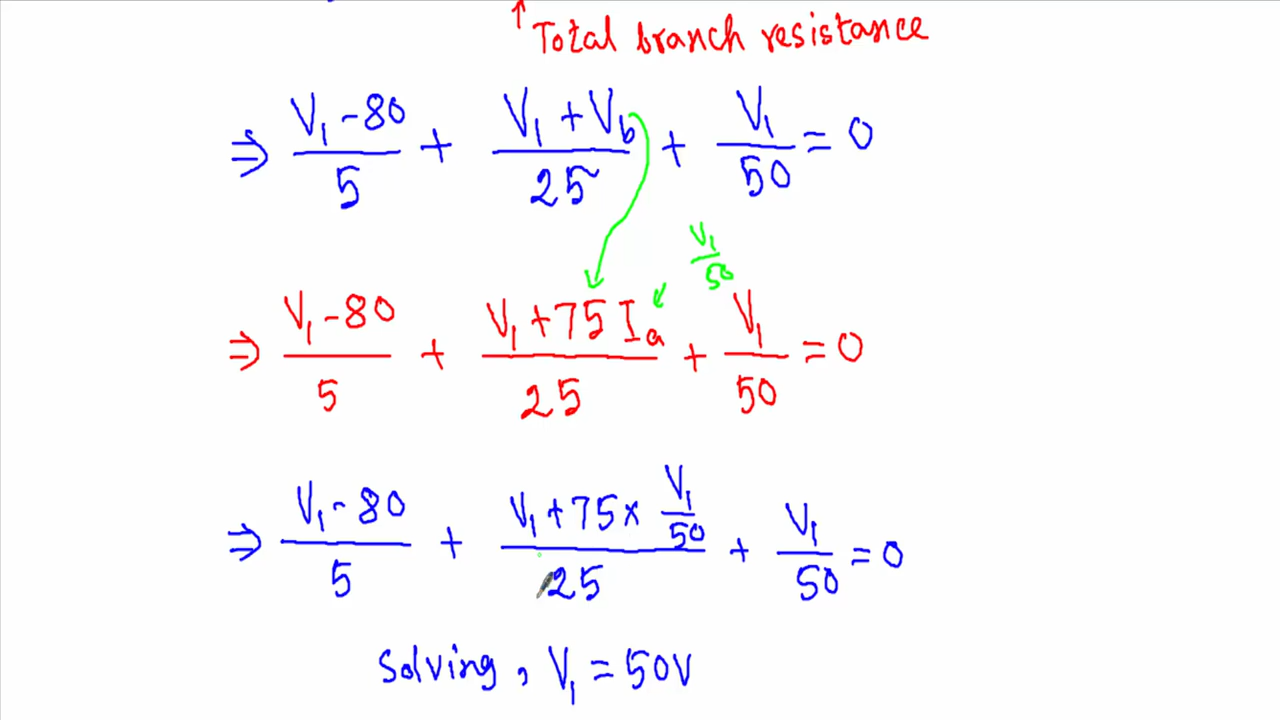 ↑ Total branch resistance
⇒ (V₁ - 80)/5 + (V₁ + V_b)/25 + V₁/50 = 0
V₁/50
⇒ (V₁ - 80)/5 + (V₁ + 75 Iₐ)/25 + V₁/50 = 0
⇒ (V₁ - 80)/5 + (V₁ + 75 × V₁/50)/25 + V₁/50 = 0
Solving, V₁ = 50V